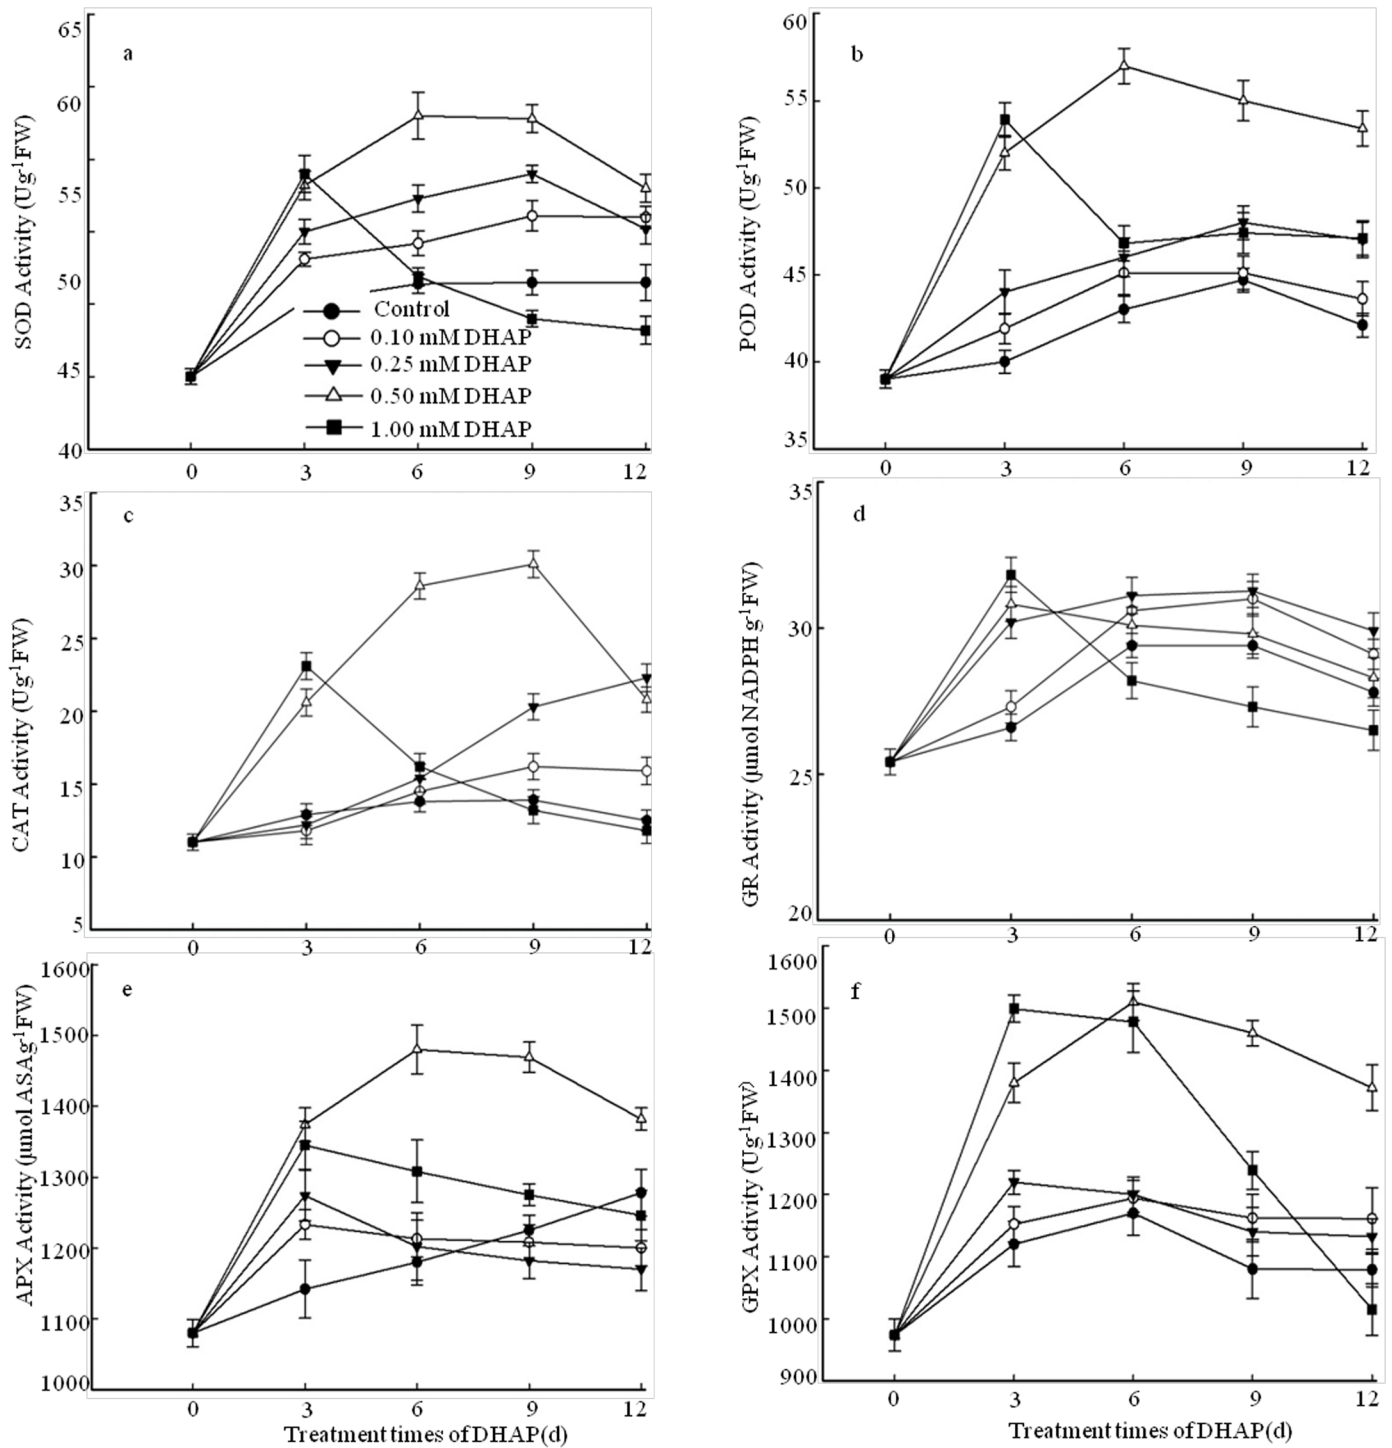 a
65
60
55
50
45
40
SOD Activity (Ug-1FW)
Control
0.10 mM DHAP
0.25 mM DHAP
0.50 mM DHAP
1.00 mM DHAP
0 3 6 9 12
b
60
55
50
45
40
35
POD Activity (Ug-1FW)
0 3 6 9 12
c
35
30
25
20
15
10
5
CAT Activity (Ug-1FW)
0 3 6 9 12
d
35
30
25
20
GR Activity (μmol NADPH g-1FW)
0 3 6 9 12
e
1600
1500
1400
1300
1200
1100
1000
APX Activity (μmol ASAg-1FW)
0 3 6 9 12
Treatment times of DHAP(d)
f
1600
1500
1400
1300
1200
1100
1000
900
GPX Activity (Ug-1FW)
0 3 6 9 12
Treatment times of DHAP(d)